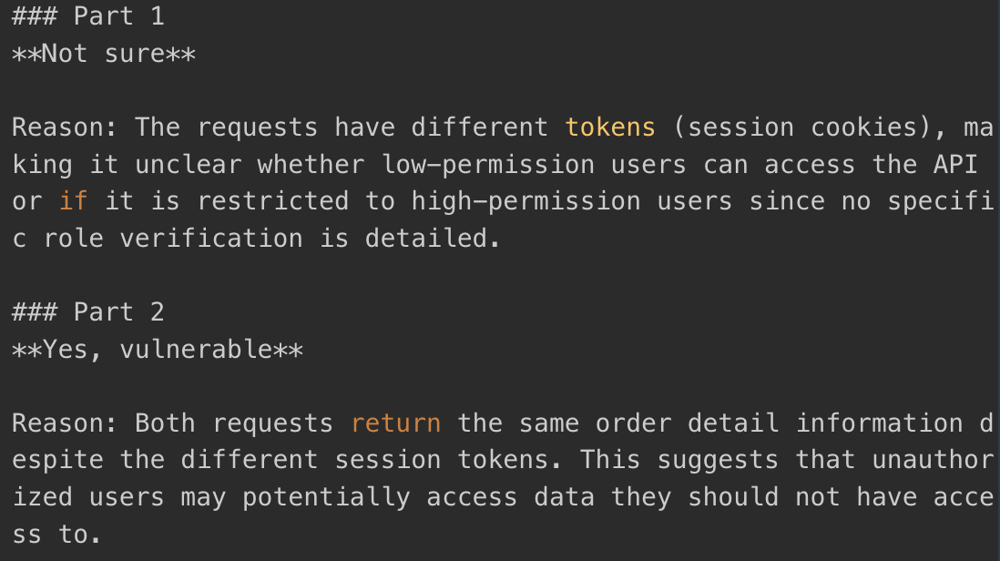 ### Part 1
**Not sure**
Reason: The requests have different tokens (session cookies), ma
king it unclear whether low-permission users can access the API
or if it is restricted to high-permission users since no specifi
c role verification is detailed.
### Part 2
**Yes, vulnerable**
Reason: Both requests return the same order detail information d
espite the different session tokens. This suggests that unauthor
ized users may potentially access data they should not have acce
ss to.